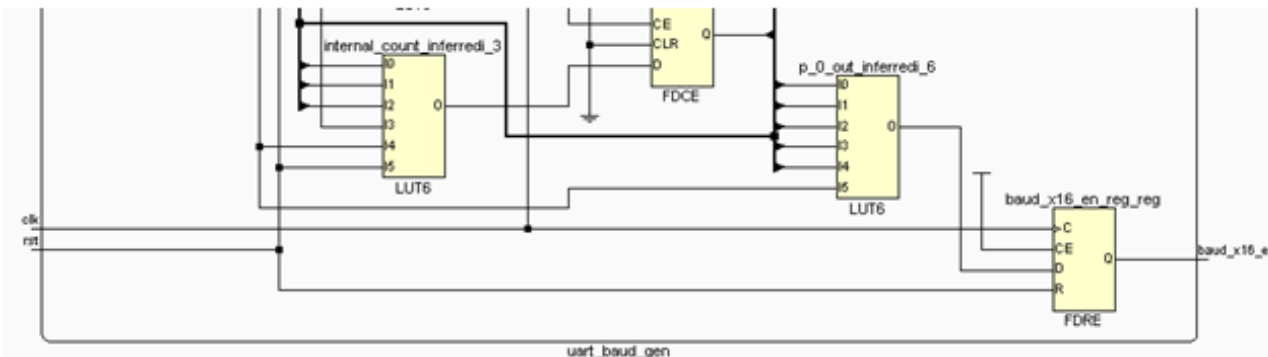 internal_count_inferredi_3
I0
I1
I2
I3
I4
I5
O
LUT6
CE
CLR
D
Q
FDCE
p_0_out_inferredi_6
I0
I1
I2
I3
I4
I5
O
LUT6
clk
rst
baud_x16_en_reg_reg
C
CE
D
R
Q
FDRE
baud_x16_e
uart_baud_gen